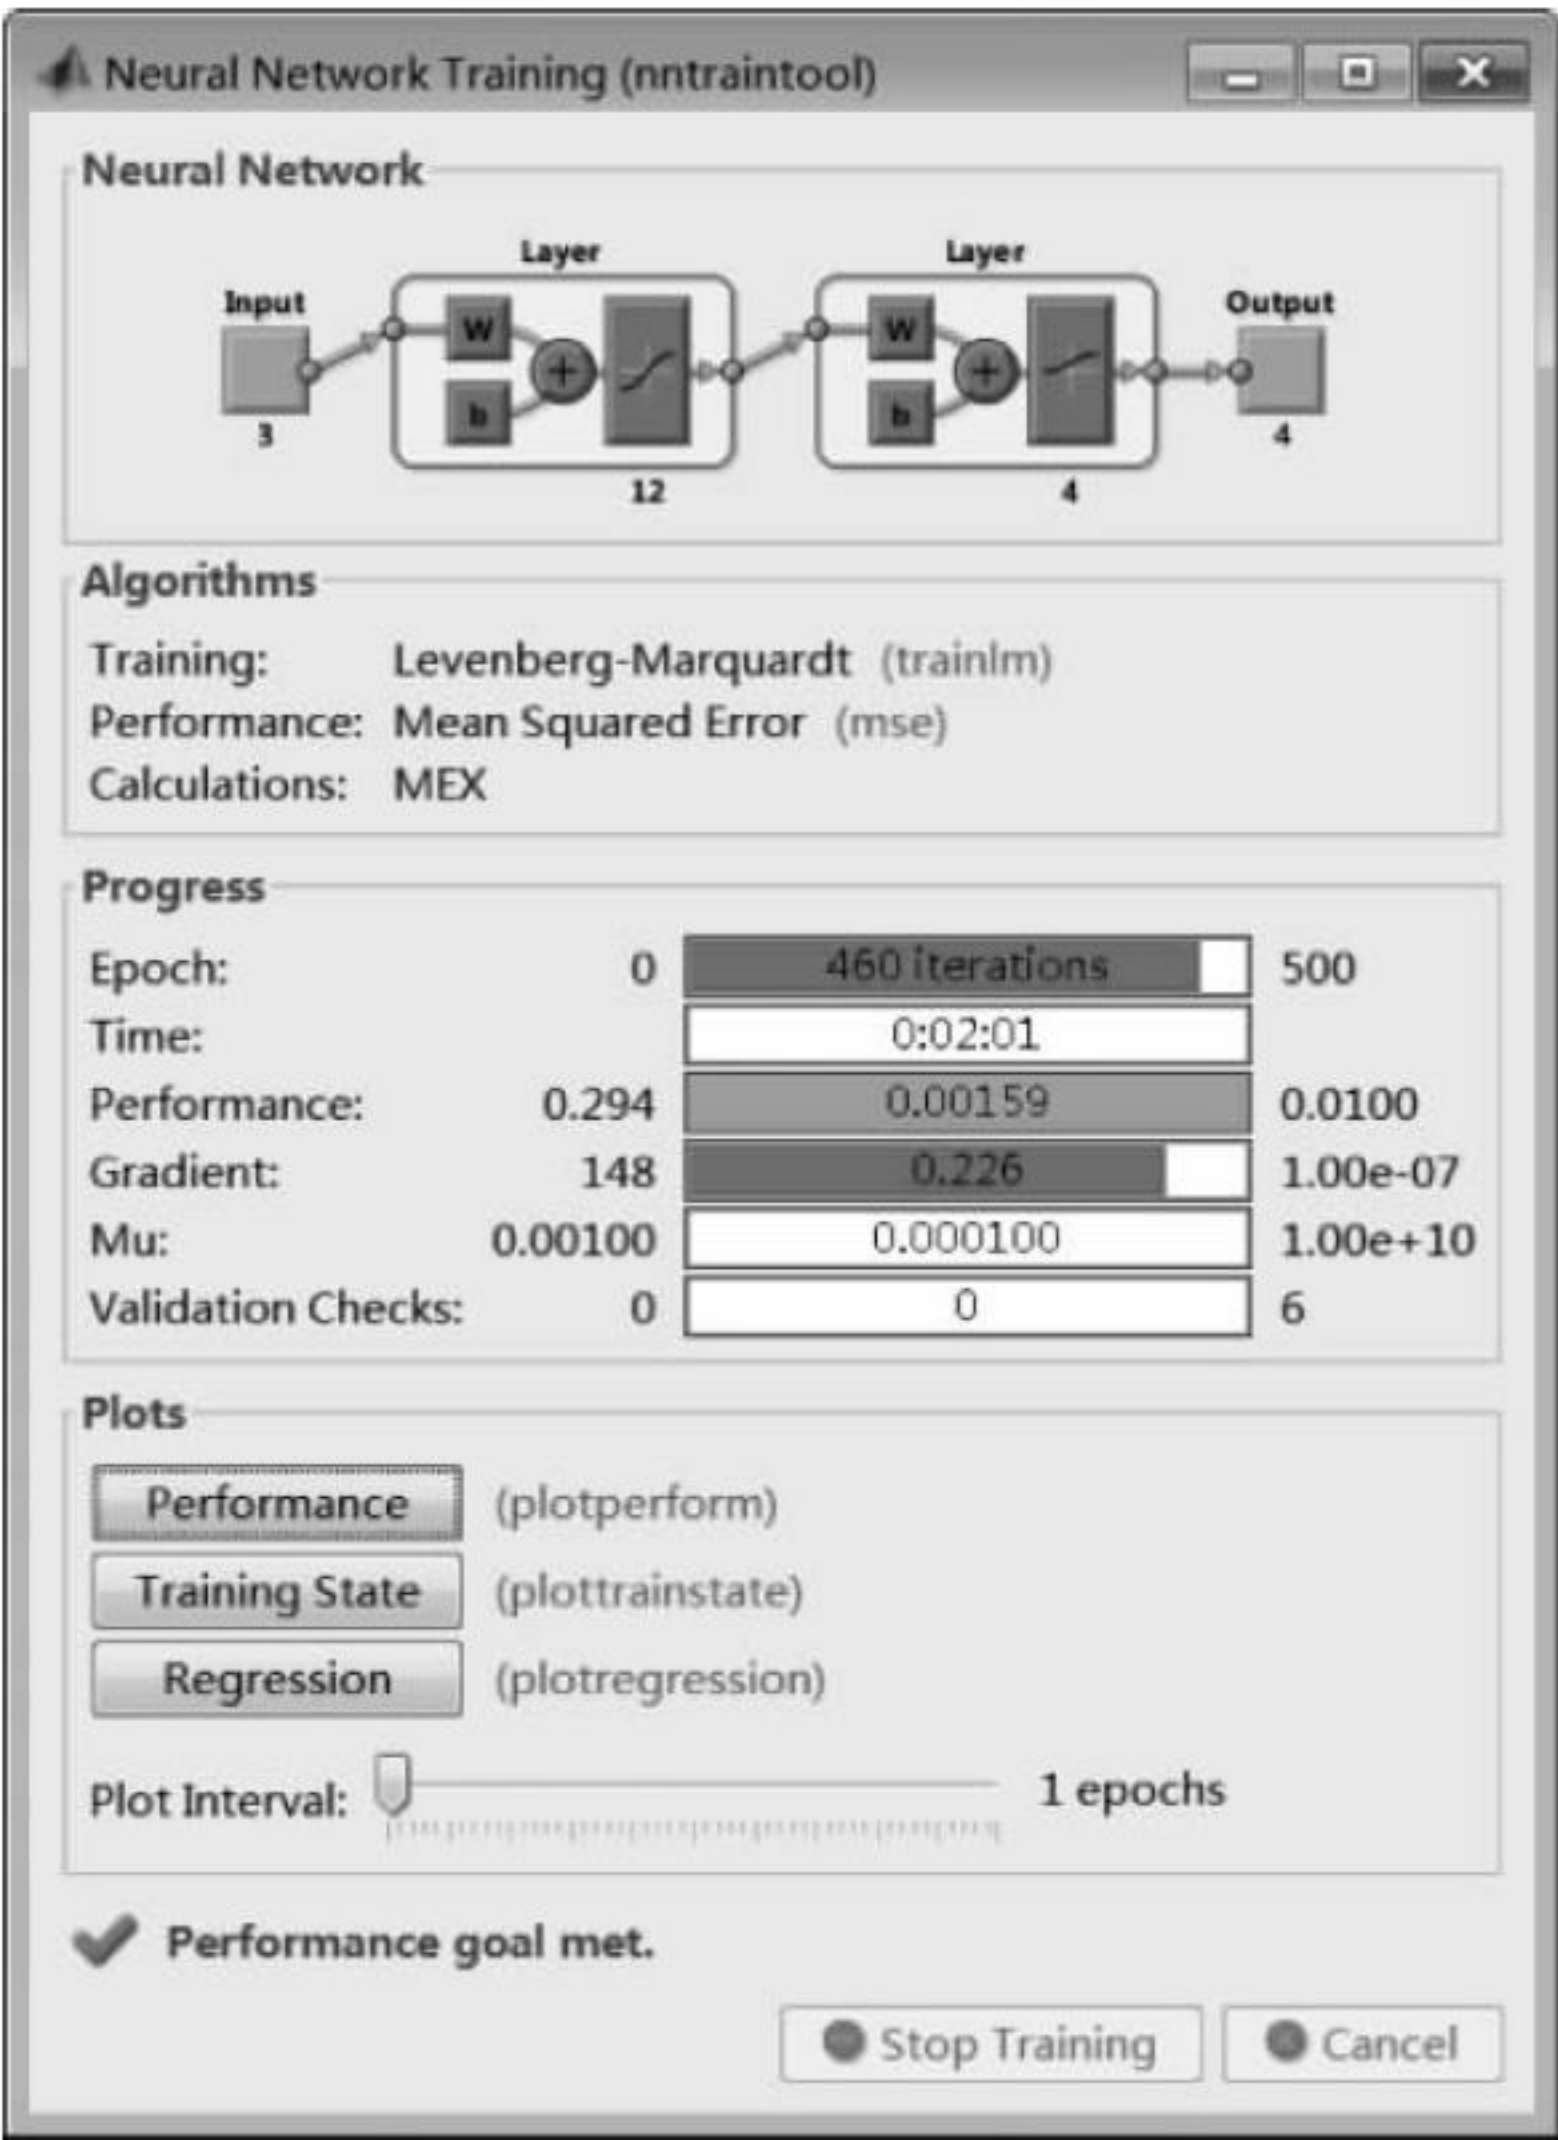 Neural Network Training (nntraintool)
Neural Network
Layer
Layer
Input
Output
W
W
b
b
3
4
12
4
Algorithms
Training: Levenberg-Marquardt (trainlm)
Performance: Mean Squared Error (mse)
Calculations: MEX
Progress
Epoch: 0 460 iterations 500
Time: 0:02:01
Performance: 0.294 0.00159 0.0100
Gradient: 148 0.226 1.00e-07
Mu: 0.00100 0.000100 1.00e+10
Validation Checks: 0 0 6
Plots
Performance (plotperform)
Training State (plottrainstate)
Regression (plotregression)
Plot Interval: 1 epochs
Performance goal met.
Stop Training Cancel